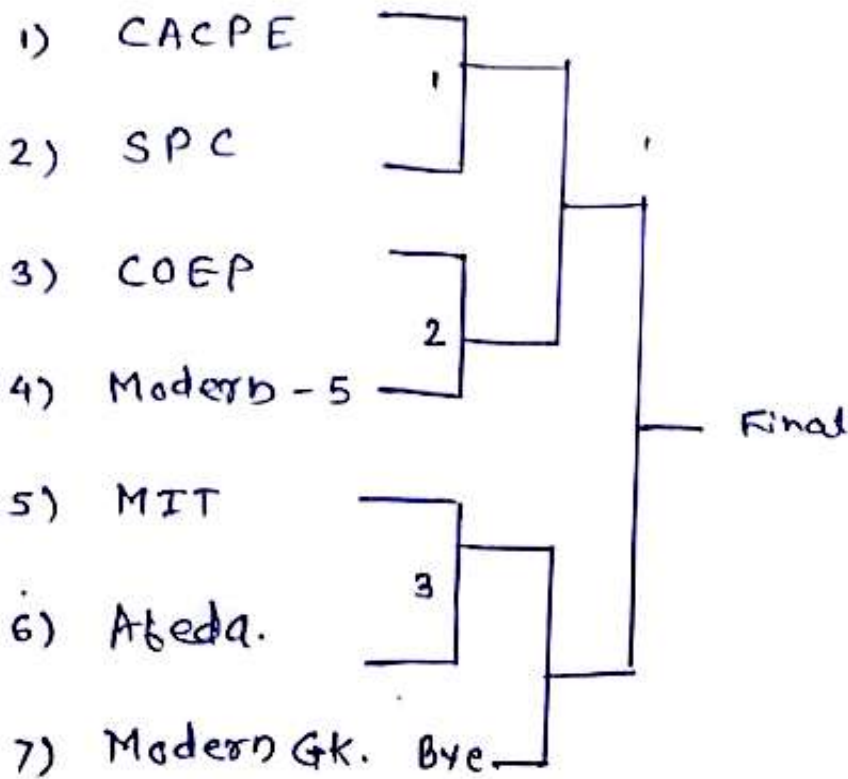 1) CACPE
1
2) SPC
3) COEP
2
4) Modern - 5
Final
5) MIT
3
6) Abeda.
7) Modern Gk. Bye